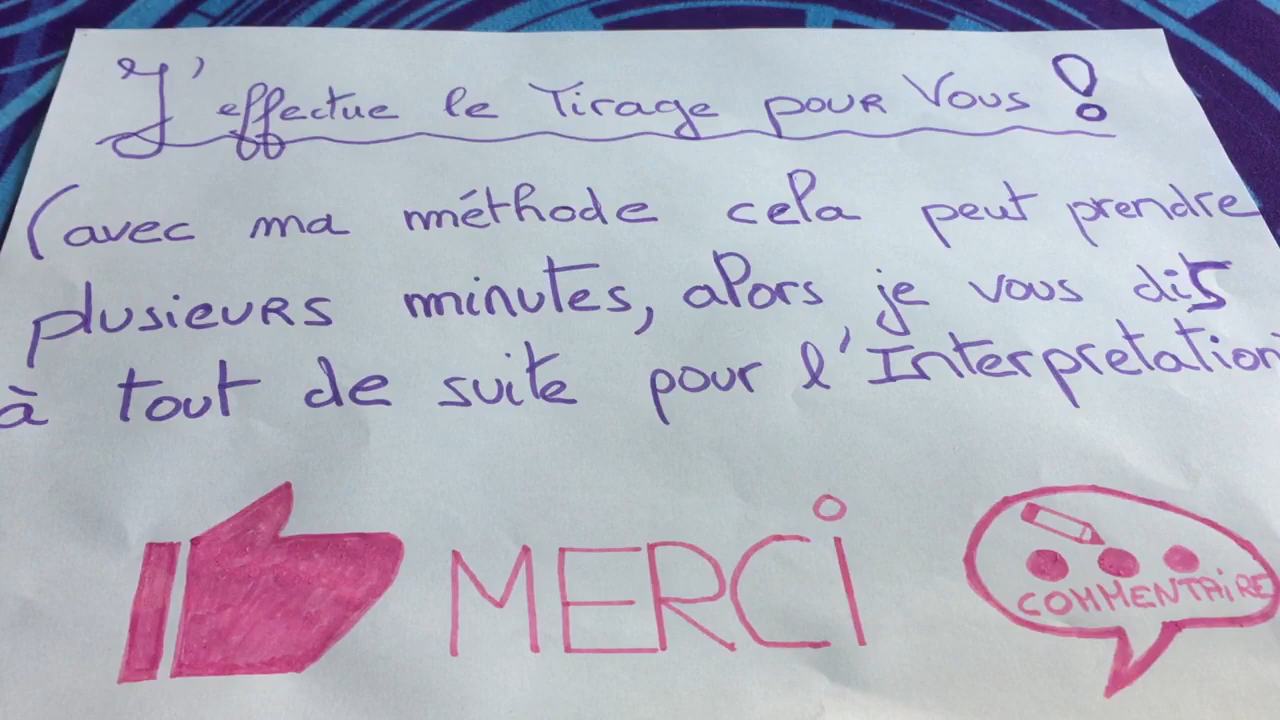 J'effectue le Tirage pour Vous !
(avec ma méthode cela peut prendre
plusieurs minutes, alors je vous dis
à tout de suite pour l'Interpretation
MERCi
COMMENTAiRE